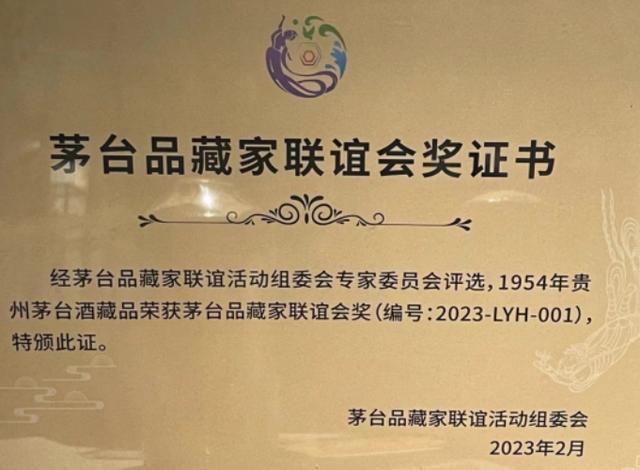 茅台品藏家联谊会奖证书
经茅台品藏家联谊活动组委会专家委员会评选，1954年贵
州茅台酒藏品荣获茅台品藏家联谊会奖（编号：2023-LYH-001），
特颁此证。
茅台品藏家联谊活动组委会
2023年2月